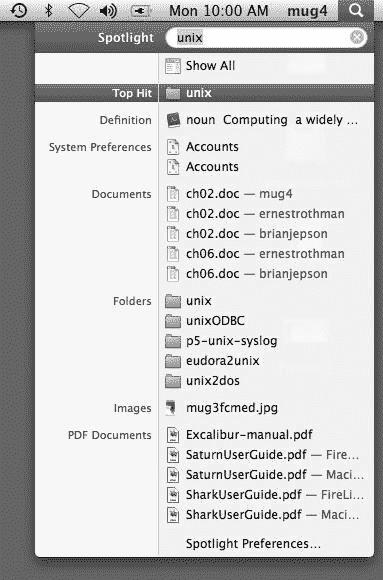 Mon 10:00 AM mug4
Spotlight unix
Show All
Top Hit unix
Definition noun Computing a widely ...
System Preferences Accounts
Accounts
Documents ch02.doc — mug4
ch02.doc — ernestrothman
ch02.doc — brianjepson
ch06.doc — ernestrothman
ch06.doc — brianjepson
Folders unix
unixODBC
p5-unix-syslog
eudora2unix
unix2dos
Images mug3fcmed.jpg
PDF Documents Excalibur-manual.pdf
SaturnUserGuide.pdf — Fire...
SaturnUserGuide.pdf — Maci...
SharkUserGuide.pdf — FireLi...
SharkUserGuide.pdf — Maci...
Spotlight Preferences...